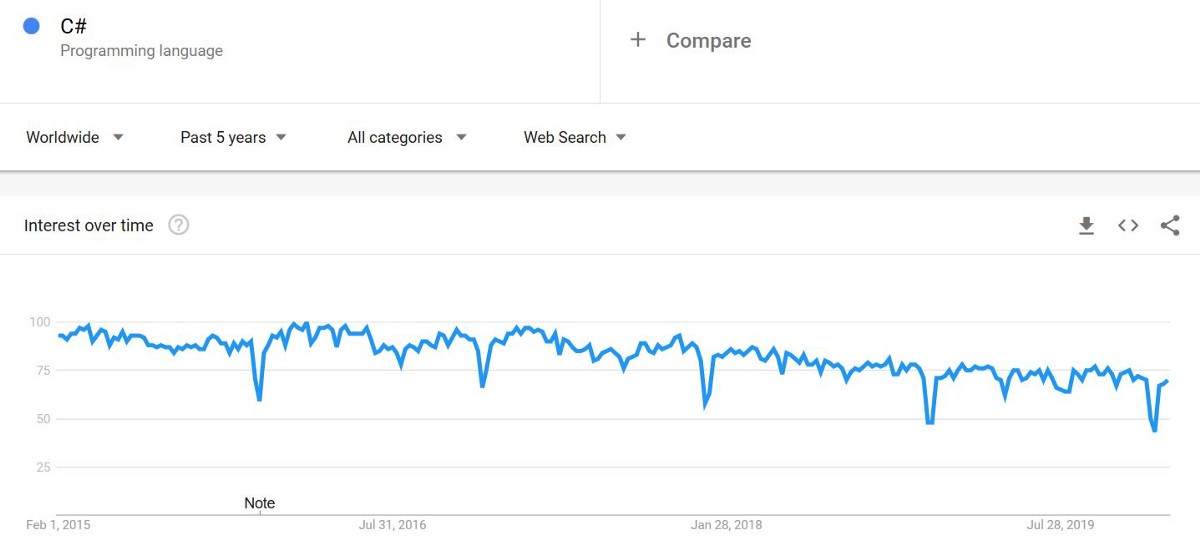 C#
Programming language
+ Compare
Worldwide
Past 5 years
All categories
Web Search
Interest over time ?
100
75
50
25
Note
Feb 1, 2015
Jul 31, 2016
Jan 28, 2018
Jul 28, 2019